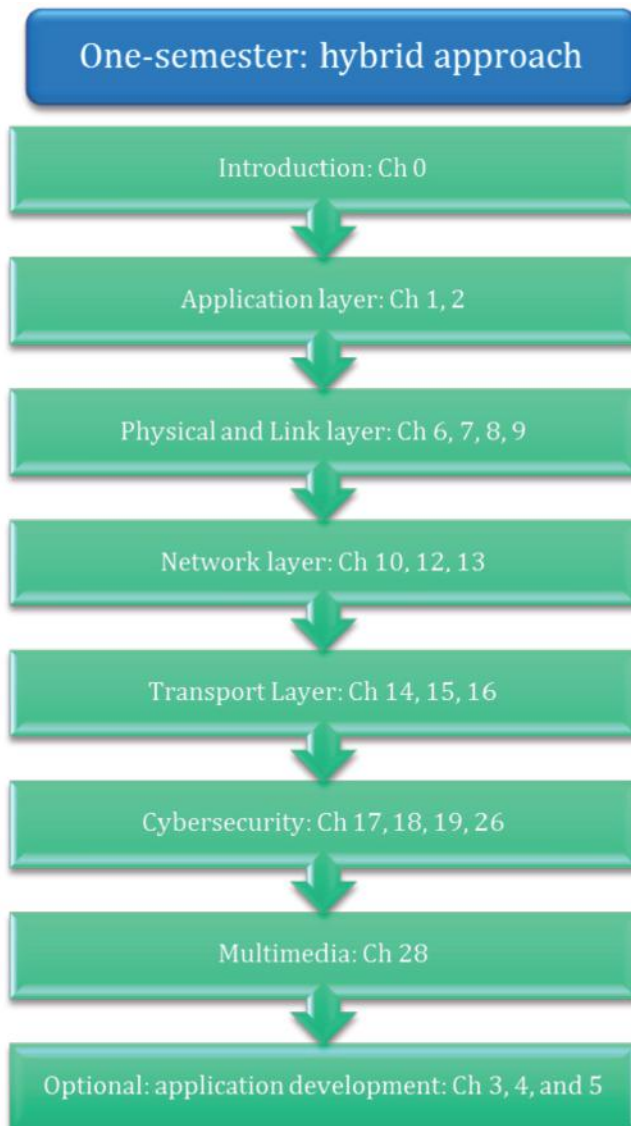 One-semester: hybrid approach
Introduction: Ch 0
Application layer: Ch 1, 2
Physical and Link layer: Ch 6, 7, 8, 9
Network layer: Ch 10, 12, 13
Transport Layer: Ch 14, 15, 16
Cybersecurity: Ch 17, 18, 19, 26
Multimedia: Ch 28
Optional: application development: Ch 3, 4, and 5